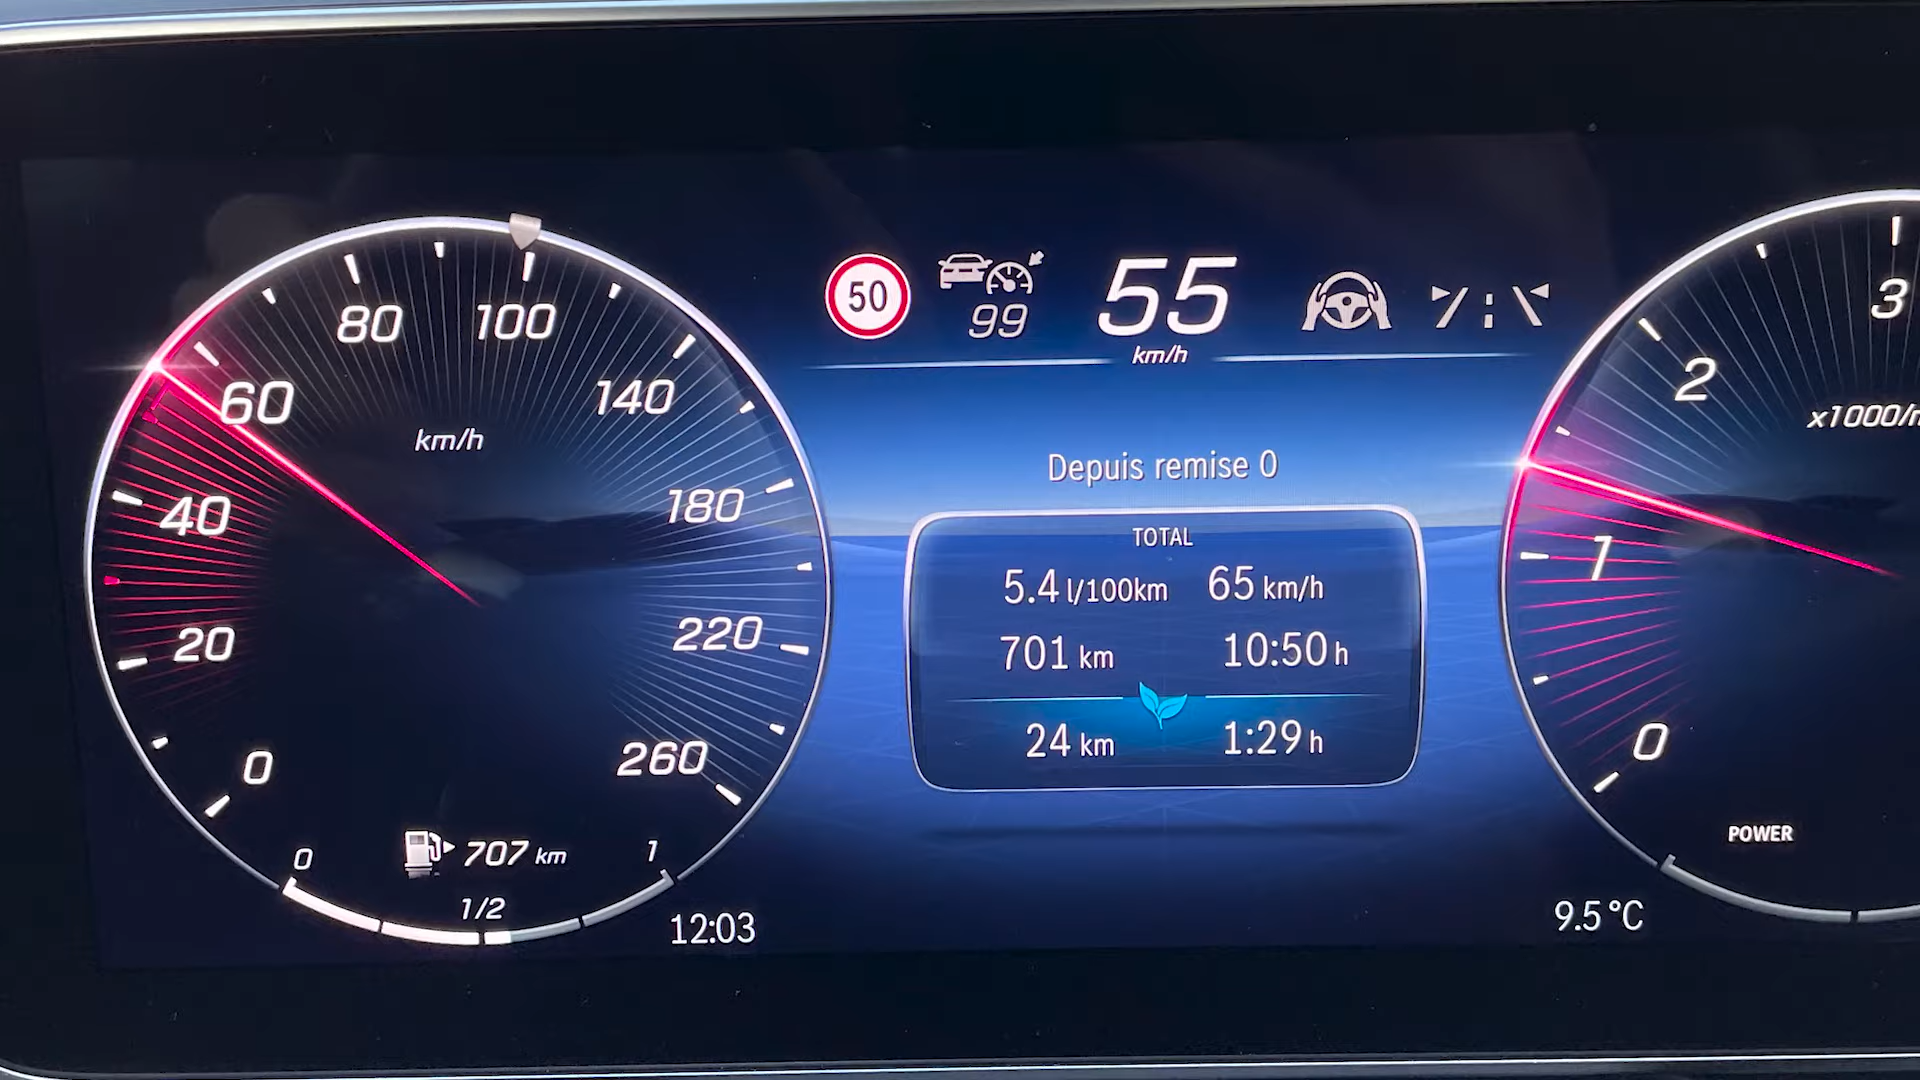 50
99
55
km/h
80
100
60
140
km/h
40
180
20
220
0
260
707 km
0
1
1/2
12:03
Depuis remise 0
TOTAL
5.4 l/100km 65 km/h
701 km 10:50 h
24 km 1:29 h
3
2
1
0
POWER
9.5 °C